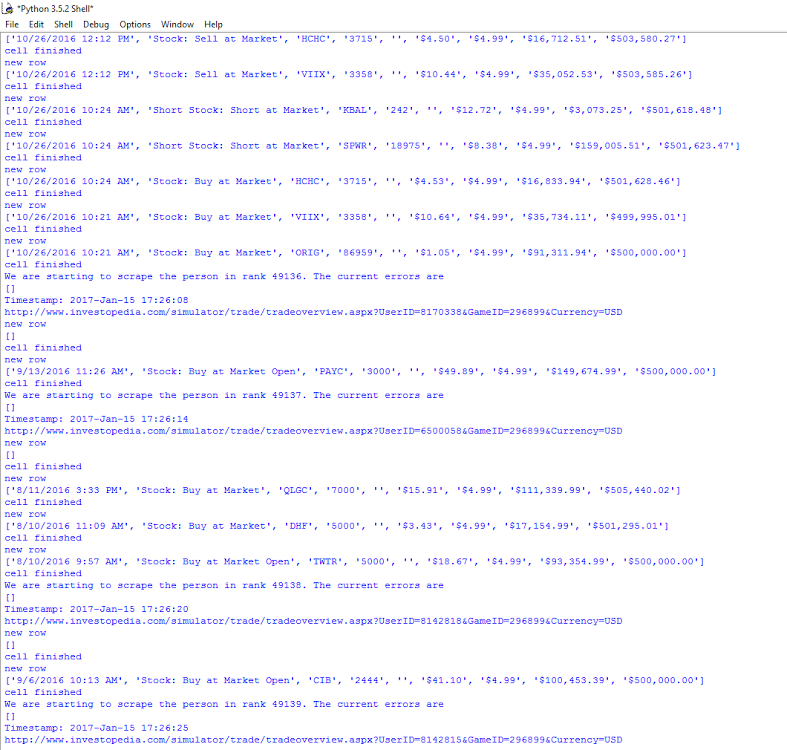 *Python 3.5.2 Shell*
File Edit Shell Debug Options Window Help
['10/26/2016 12:12 PM', 'Stock: Sell at Market', 'HCHC', '3715', '', '$4.50', '$4.99', '$16,712.51', '$503,580.27']
cell finished
new row
['10/26/2016 12:12 PM', 'Stock: Sell at Market', 'VIIX', '3358', '', '$10.44', '$4.99', '$35,052.53', '$503,585.26']
cell finished
new row
['10/26/2016 10:24 AM', 'Short Stock: Short at Market', 'KBAL', '242', '', '$12.72', '$4.99', '$3,073.25', '$501,618.48']
cell finished
new row
['10/26/2016 10:24 AM', 'Short Stock: Short at Market', 'SPWR', '18975', '', '$8.38', '$4.99', '$159,005.51', '$501,623.47']
cell finished
new row
['10/26/2016 10:24 AM', 'Stock: Buy at Market', 'HCHC', '3715', '', '$4.53', '$4.99', '$16,833.94', '$501,628.46']
cell finished
new row
['10/26/2016 10:21 AM', 'Stock: Buy at Market', 'VIIX', '3358', '', '$10.64', '$4.99', '$35,734.11', '$499,995.01']
cell finished
new row
['10/26/2016 10:21 AM', 'Stock: Buy at Market', 'ORIG', '86959', '', '$1.05', '$4.99', '$91,311.94', '$500,000.00']
cell finished
We are starting to scrape the person in rank 49136. The current errors are
[]
Timestamp: 2017-Jan-15 17:26:08
http://www.investopedia.com/simulator/trade/tradeoverview.aspx?UserID=8170338&GameID=296899&Currency=USD
new row
[]
cell finished
new row
['9/13/2016 11:26 AM', 'Stock: Buy at Market Open', 'PAYC', '3000', '', '$49.89', '$4.99', '$149,674.99', '$500,000.00']
cell finished
We are starting to scrape the person in rank 49137. The current errors are
[]
Timestamp: 2017-Jan-15 17:26:14
http://www.investopedia.com/simulator/trade/tradeoverview.aspx?UserID=6500058&GameID=296899&Currency=USD
new row
[]
cell finished
new row
['8/11/2016 3:33 PM', 'Stock: Buy at Market', 'QLGC', '7000', '', '$15.91', '$4.99', '$111,339.99', '$505,440.02']
cell finished
new row
['8/10/2016 11:09 AM', 'Stock: Buy at Market', 'DHF', '5000', '', '$3.43', '$4.99', '$17,154.99', '$501,295.01']
cell finished
new row
['8/10/2016 9:57 AM', 'Stock: Buy at Market Open', 'TWTR', '5000', '', '$18.67', '$4.99', '$93,354.99', '$500,000.00']
cell finished
We are starting to scrape the person in rank 49138. The current errors are
[]
Timestamp: 2017-Jan-15 17:26:20
http://www.investopedia.com/simulator/trade/tradeoverview.aspx?UserID=8142818&GameID=296899&Currency=USD
new row
[]
cell finished
new row
['9/6/2016 10:13 AM', 'Stock: Buy at Market Open', 'CIB', '2444', '', '$41.10', '$4.99', '$100,453.39', '$500,000.00']
cell finished
We are starting to scrape the person in rank 49139. The current errors are
[]
Timestamp: 2017-Jan-15 17:26:25
http://www.investopedia.com/simulator/trade/tradeoverview.aspx?UserID=8142815&GameID=296899&Currency=USD